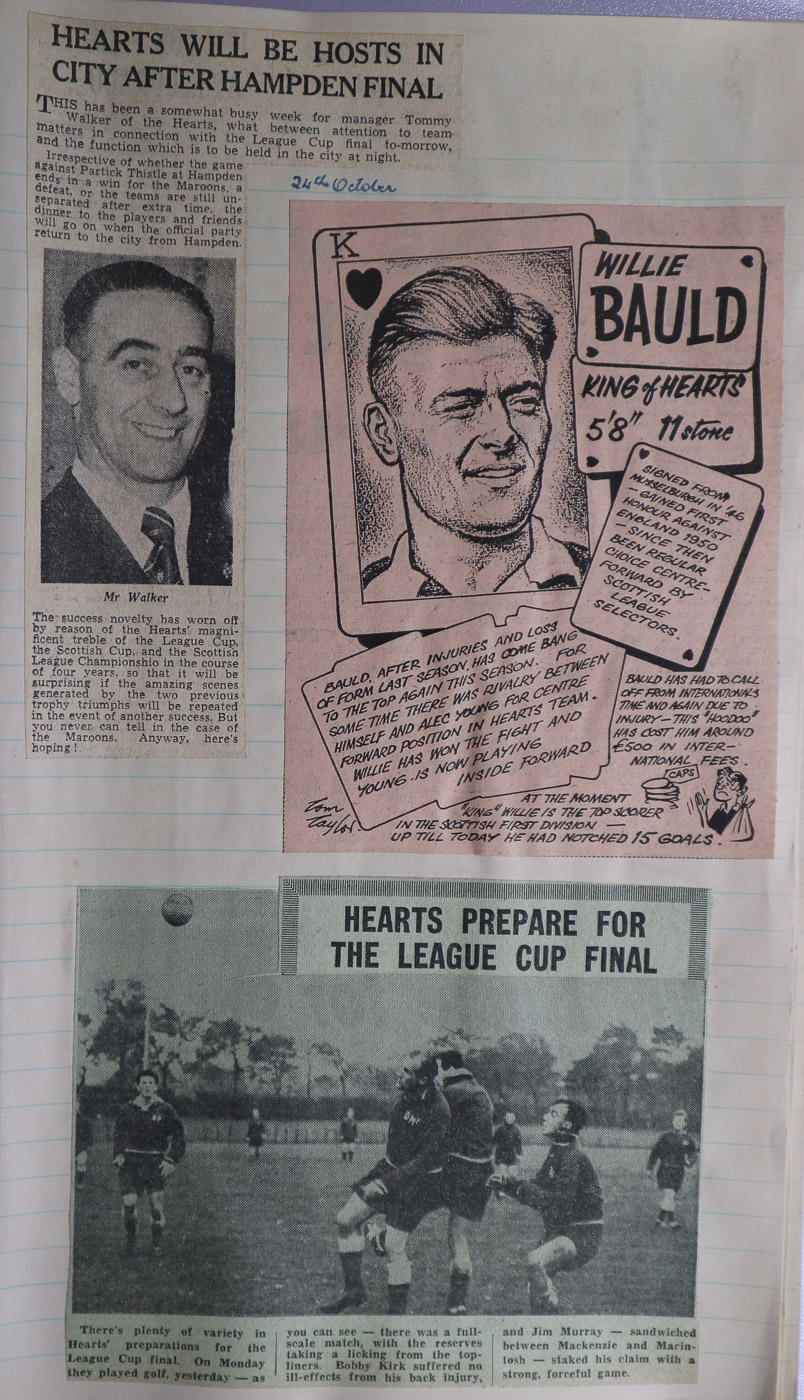 HEARTS WILL BE HOSTS IN
CITY AFTER HAMPDEN FINAL
THIS has been a somewhat busy week for manager Tommy
Walker of the Hearts, what between attention to team
matters in connection with the League Cup final to-morrow,
and the function which is to be held in the city at night.
Irrespective of whether the game
against Partick Thistle at Hampden
ends in a win for the Maroons, a
defeat, or the teams are still un-
separated after extra time, the
dinner to the players and friends
will go on when the official party
return to the city from Hampden.
Mr Walker
The success novelty has worn off
by reason of the Hearts' magni-
ficent treble of the League Cup,
the Scottish Cup, and the Scottish
League Championship in the course
of four years, so that it will be
surprising if the amazing scenes
generated by the two previous
trophy triumphs will be repeated
in the event of another success. But
you never can tell in the case of
the Maroons. Anyway, here's
hoping!
24th October
K
WILLIE
BAULD
KING of HEARTS
5'8" 11 stone
SIGNED FROM
MUSSELBURGH IN '46
- GAINED FIRST
HONOUR AGAINST
ENGLAND 1950
- SINCE THEN
BEEN REGULAR
CHOICE CENTRE-
FORWARD BY
SCOTTISH
LEAGUE
SELECTORS.
BAULD, AFTER INJURIES AND LOSS
OF FORM LAST SEASON, HAS COME BANG
TO THE TOP AGAIN THIS SEASON. FOR
SOME TIME THERE WAS RIVALRY BETWEEN
HIMSELF AND ALEC YOUNG FOR CENTRE
FORWARD POSITION IN HEARTS TEAM.
WILLIE HAS WON THE FIGHT AND
YOUNG IS NOW PLAYING
INSIDE FORWARD
BAULD HAS HAD TO CALL
OFF FROM INTERNATIONALS
TIME AND AGAIN DUE TO
INJURY - THIS "HOODOO"
HAS COST HIM AROUND
£500 IN INTER-
NATIONAL FEES.
CAPS
AT THE MOMENT
"KING" WILLIE IS THE TOP SCORER
IN THE SCOTTISH FIRST DIVISION -
UP TILL TODAY HE HAD NOTCHED 15 GOALS.
Tom
Taylor.
HEARTS PREPARE FOR
THE LEAGUE CUP FINAL
There's plenty of variety in
Hearts' preparations for the
League Cup final. On Monday
they played golf, yesterday — as
you can see — there was a full-
scale match, with the reserves
taking a licking from the top-
liners. Bobby Kirk suffered no
ill-effects from his back injury,
and Jim Murray — sandwiched
between Mackenzie and Macin-
tosh — staked his claim with a
strong, forceful game.